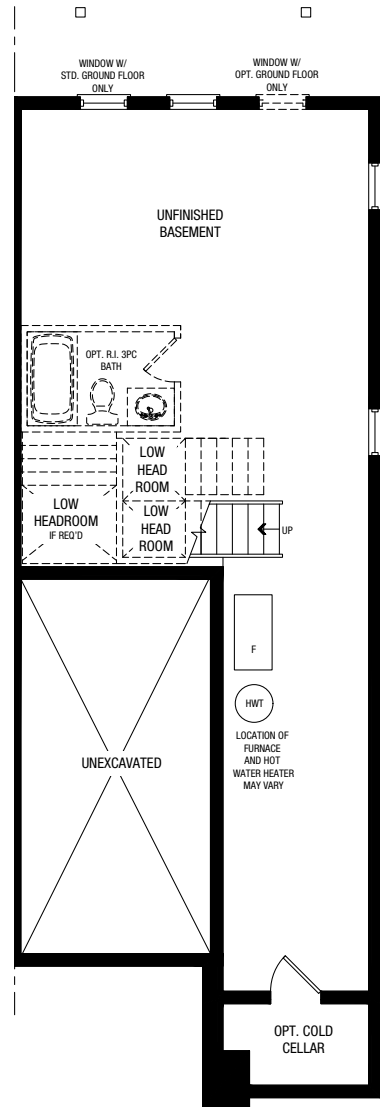 WINDOW W/
STD. GROUND FLOOR
ONLY
WINDOW W/
OPT. GROUND FLOOR
ONLY
UNFINISHED
BASEMENT
OPT. R.I. 3PC
BATH
LOW
HEAD
ROOM
LOW
HEADROOM
IF REQ'D
LOW
HEAD
ROOM
UP
F
HWT
LOCATION OF
FURNACE
AND HOT
WATER HEATER
MAY VARY
UNEXCAVATED
OPT. COLD
CELLAR